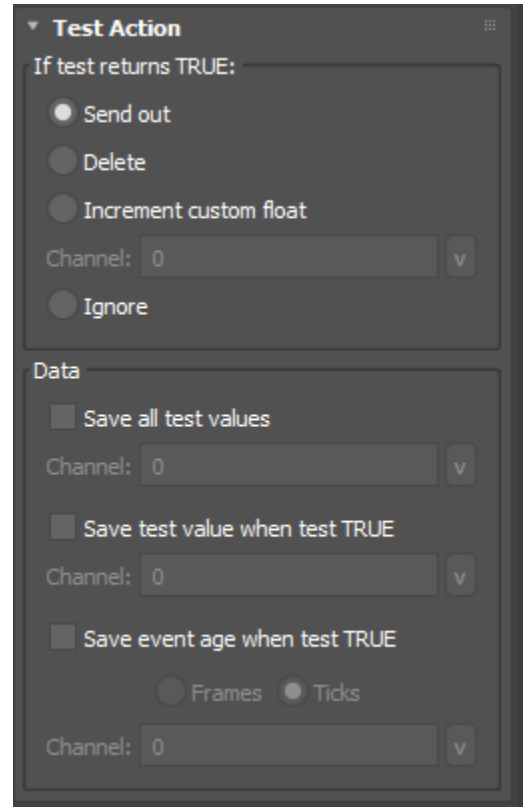 Test Action
If test returns TRUE:
Send out
Delete
Increment custom float
Channel: 0 v
Ignore
Data
Save all test values
Channel: 0 v
Save test value when test TRUE
Channel: 0 v
Save event age when test TRUE
Frames Ticks
Channel: 0 v